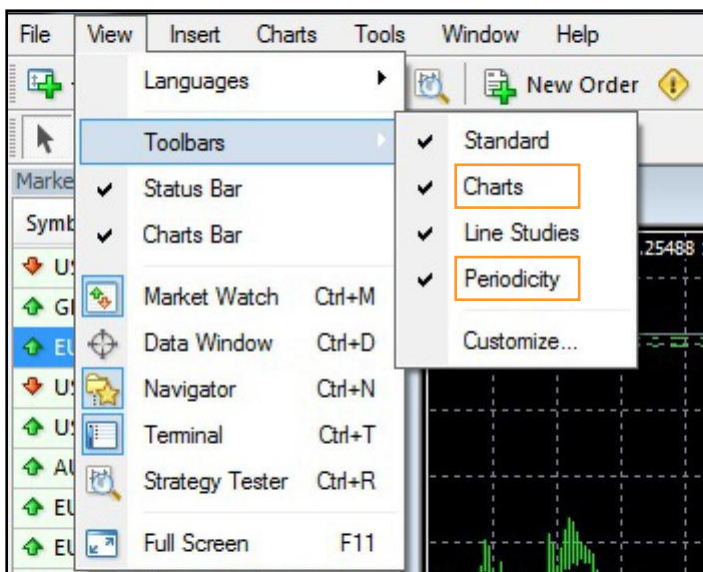 File View Insert Charts Tools Window Help
Languages
New Order
Toolbars
Standard
Marke
Status Bar
Charts
Symb
Charts Bar
Line Studies
.25488
Periodicity
Market Watch Ctrl+M
Customize...
Data Window Ctrl+D
Navigator Ctrl+N
Terminal Ctrl+T
Strategy Tester Ctrl+R
Full Screen F11